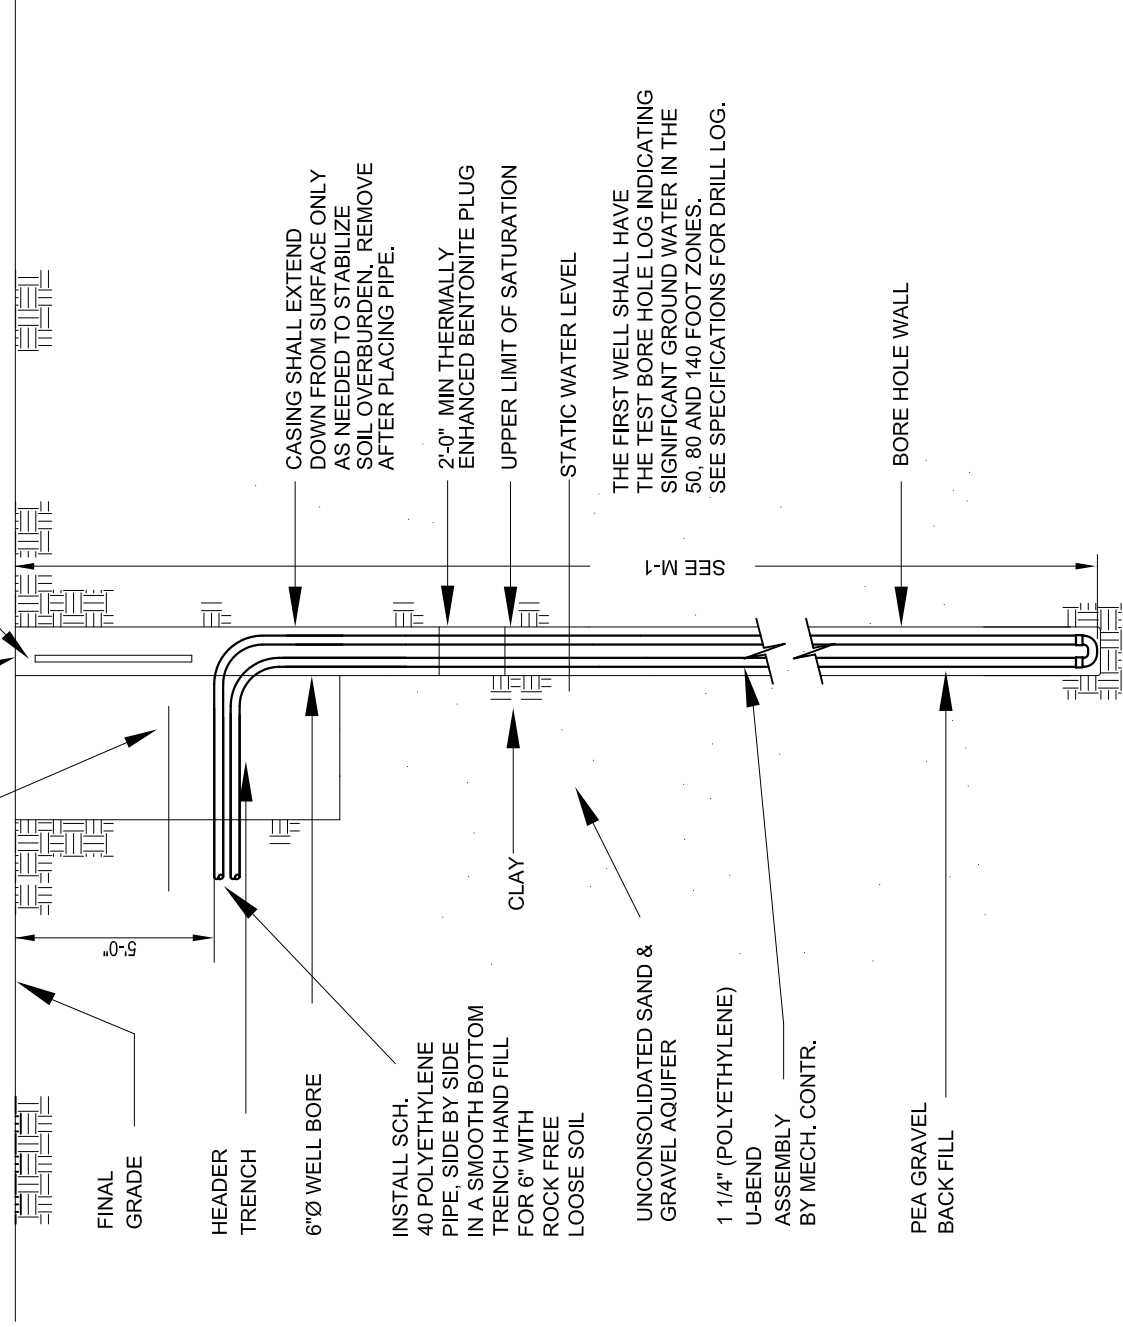 FINAL
GRADE
HEADER
TRENCH
6"Ø WELL BORE
INSTALL SCH.
40 POLYETHYLENE
PIPE, SIDE BY SIDE
IN A SMOOTH BOTTOM
TRENCH HAND FILL
FOR 6" WITH
ROCK FREE
LOOSE SOIL
UNCONSOLIDATED SAND &
GRAVEL AQUIFER
1 1/4" (POLYETHYLENE)
U-BEND
ASSEMBLY
BY MECH. CONTR.
PEA GRAVEL
BACK FILL
5'-0"
CLAY
SEE M-1
CASING SHALL EXTEND
DOWN FROM SURFACE ONLY
AS NEEDED TO STABILIZE
SOIL OVERBURDEN. REMOVE
AFTER PLACING PIPE.
2'-0" MIN THERMALLY
ENHANCED BENTONITE PLUG
UPPER LIMIT OF SATURATION
STATIC WATER LEVEL
THE FIRST WELL SHALL HAVE
THE TEST BORE HOLE LOG INDICATING
SIGNIFICANT GROUND WATER IN THE
50, 80 AND 140 FOOT ZONES.
SEE SPECIFICATIONS FOR DRILL LOG.
BORE HOLE WALL